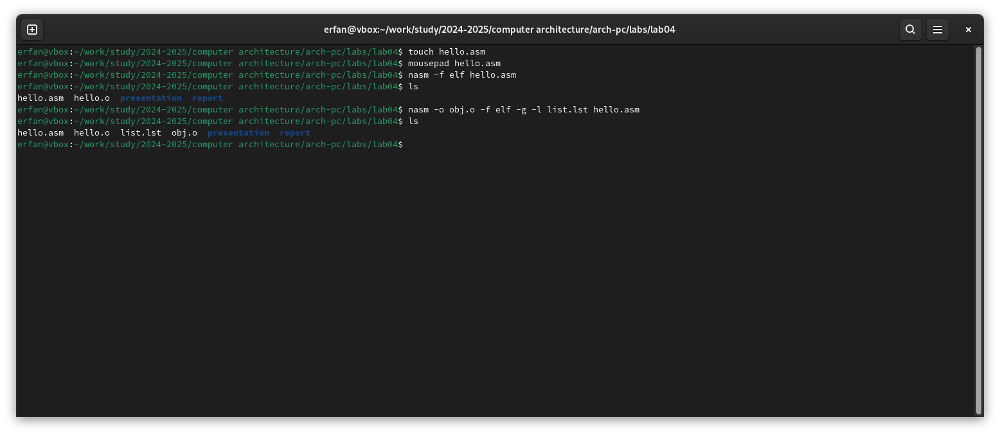 erfan@vbox:~/work/study/2024-2025/computer architecture/arch-pc/labs/lab04
erfan@vbox:~/work/study/2024-2025/computer architecture/arch-pc/labs/lab04$ touch hello.asm
erfan@vbox:~/work/study/2024-2025/computer architecture/arch-pc/labs/lab04$ mousepad hello.asm
erfan@vbox:~/work/study/2024-2025/computer architecture/arch-pc/labs/lab04$ nasm -f elf hello.asm
erfan@vbox:~/work/study/2024-2025/computer architecture/arch-pc/labs/lab04$ ls
hello.asm  hello.o  presentation  report
erfan@vbox:~/work/study/2024-2025/computer architecture/arch-pc/labs/lab04$ nasm -o obj.o -f elf -g -l list.lst hello.asm
erfan@vbox:~/work/study/2024-2025/computer architecture/arch-pc/labs/lab04$ ls
hello.asm  hello.o  list.lst  obj.o  presentation  report
erfan@vbox:~/work/study/2024-2025/computer architecture/arch-pc/labs/lab04$